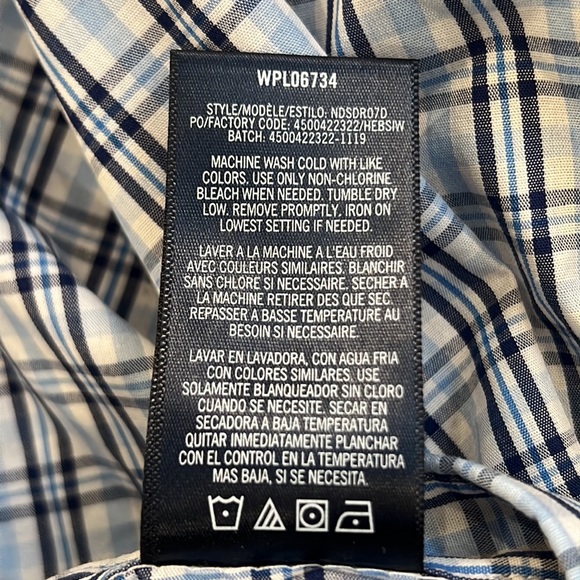 WPL06734
STYLE/MODÈLE/ESTILO: NDSDR07D
PO/FACTORY CODE: 4500422322/HEBSIW
BATCH: 4500422322-1119
MACHINE WASH COLD WITH LIKE
COLORS. USE ONLY NON-CHLORINE
BLEACH WHEN NEEDED. TUMBLE DRY
LOW. REMOVE PROMPTLY. IRON ON
LOWEST SETTING IF NEEDED.
LAVER A LA MACHINE A L'EAU FROID
AVEC COULEURS SIMILAIRES. BLANCHIR
SANS CHLORE SI NECESSAIRE. SECHER A
LA MACHINE RETIRER DES QUE SEC.
REPASSER A BASSE TEMPERATURE AU
BESOIN SI NECESSAIRE.
LAVAR EN LAVADORA, CON AGUA FRIA
CON COLORES SIMILARES. USE
SOLAMENTE BLANQUEADOR SIN CLORO
CUANDO SE NECESITE. SECAR EN
SECADORA A BAJA TEMPERATURA
QUITAR INMEDIATAMENTE PLANCHAR
CON EL CONTROL EN LA TEMPERATURA
MAS BAJA, SI SE NECESITA.